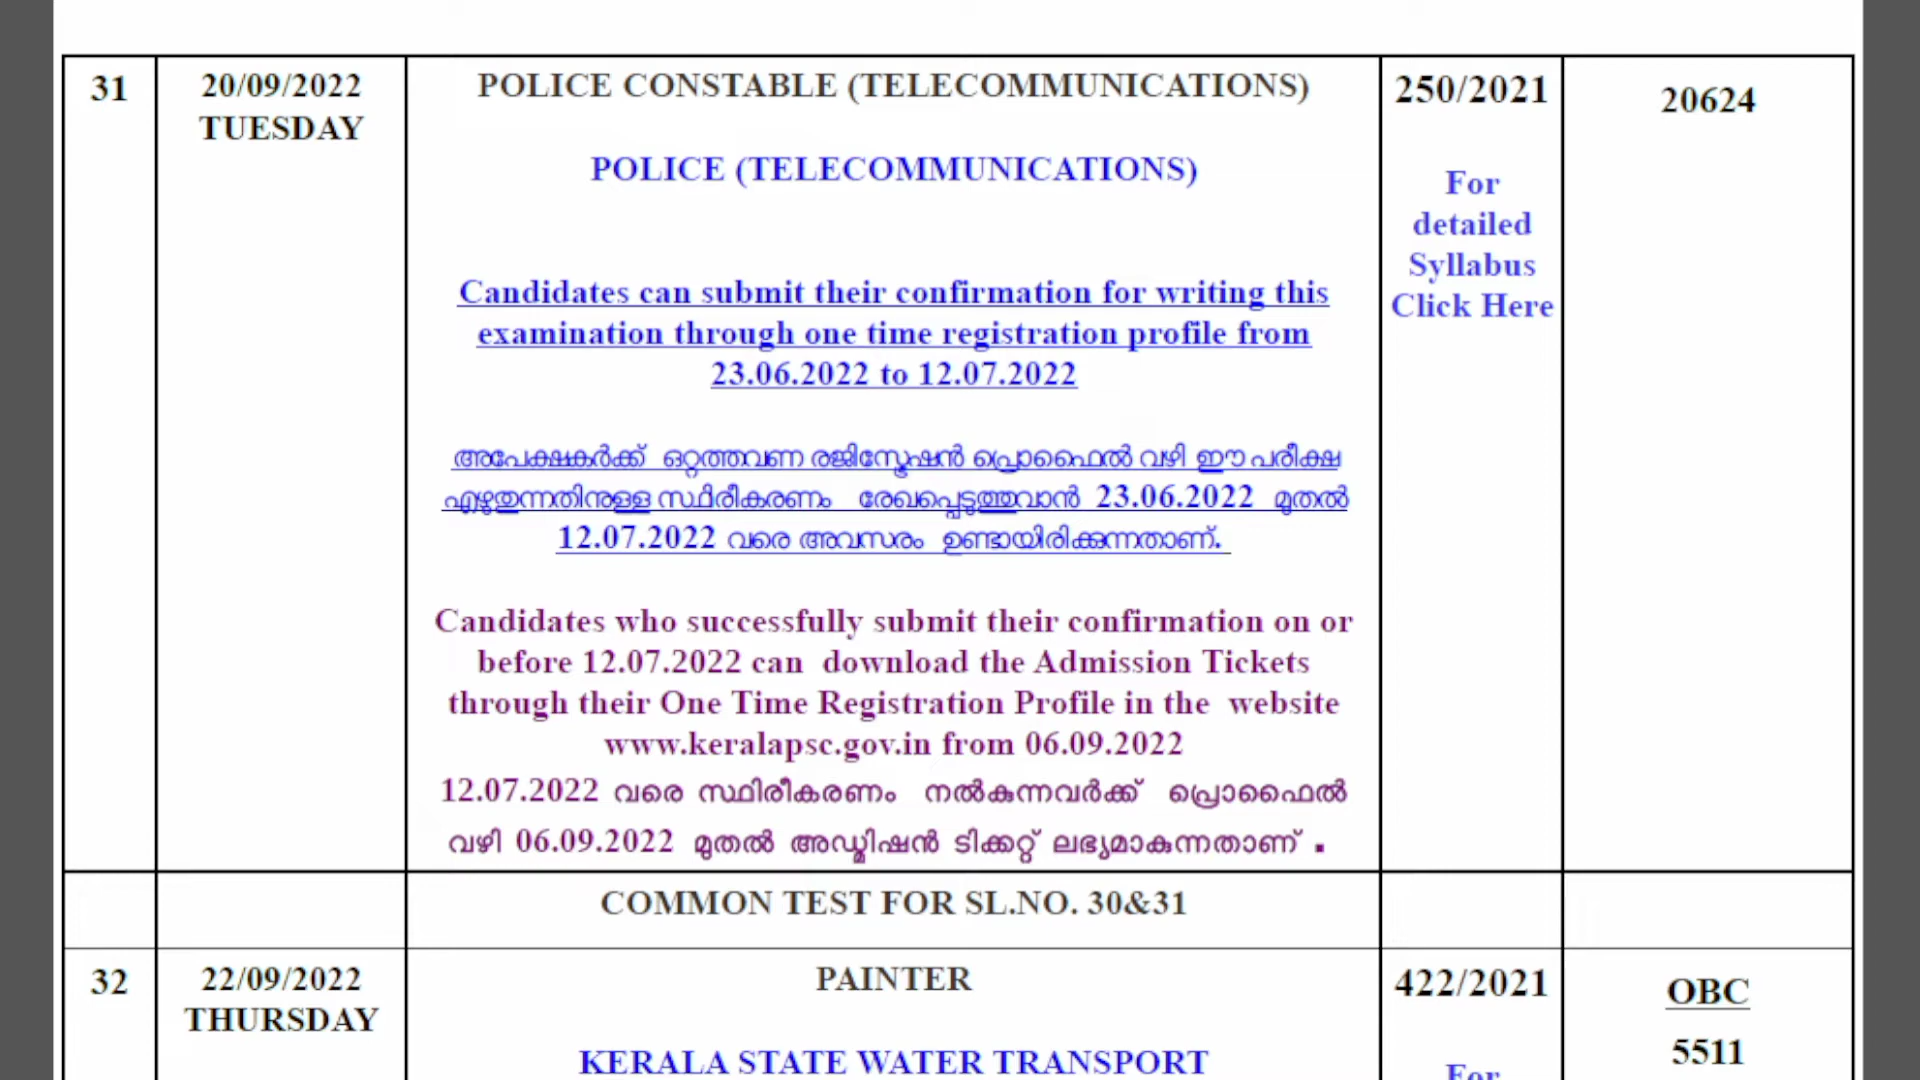 31
20/09/2022
TUESDAY
POLICE CONSTABLE (TELECOMMUNICATIONS)
POLICE (TELECOMMUNICATIONS)
Candidates can submit their confirmation for writing this
examination through one time registration profile from
23.06.2022 to 12.07.2022
അപേക്ഷകർക്ക് ഒറ്റത്തവണ രജിസ്ട്രേഷൻ പ്രൊഫൈൽ വഴി ഈ പരീക്ഷ
എഴുതുന്നതിനുള്ള സ്ഥിരീകരണം രേഖപ്പെടുത്തുവാൻ 23.06.2022 മുതൽ
12.07.2022 വരെ അവസരം ഉണ്ടായിരിക്കുന്നതാണ്.
Candidates who successfully submit their confirmation on or
before 12.07.2022 can download the Admission Tickets
through their One Time Registration Profile in the website
www.keralapsc.gov.in from 06.09.2022
12.07.2022 വരെ സ്ഥിരീകരണം നൽകുന്നവർക്ക് പ്രൊഫൈൽ
വഴി 06.09.2022 മുതൽ അഡ്മിഷൻ ടിക്കറ്റ് ലഭ്യമാകുന്നതാണ് .
250/2021
For
detailed
Syllabus
Click Here
20624
COMMON TEST FOR SL.NO. 30&31
32
22/09/2022
THURSDAY
PAINTER
KERALA STATE WATER TRANSPORT
422/2021
For
OBC
5511